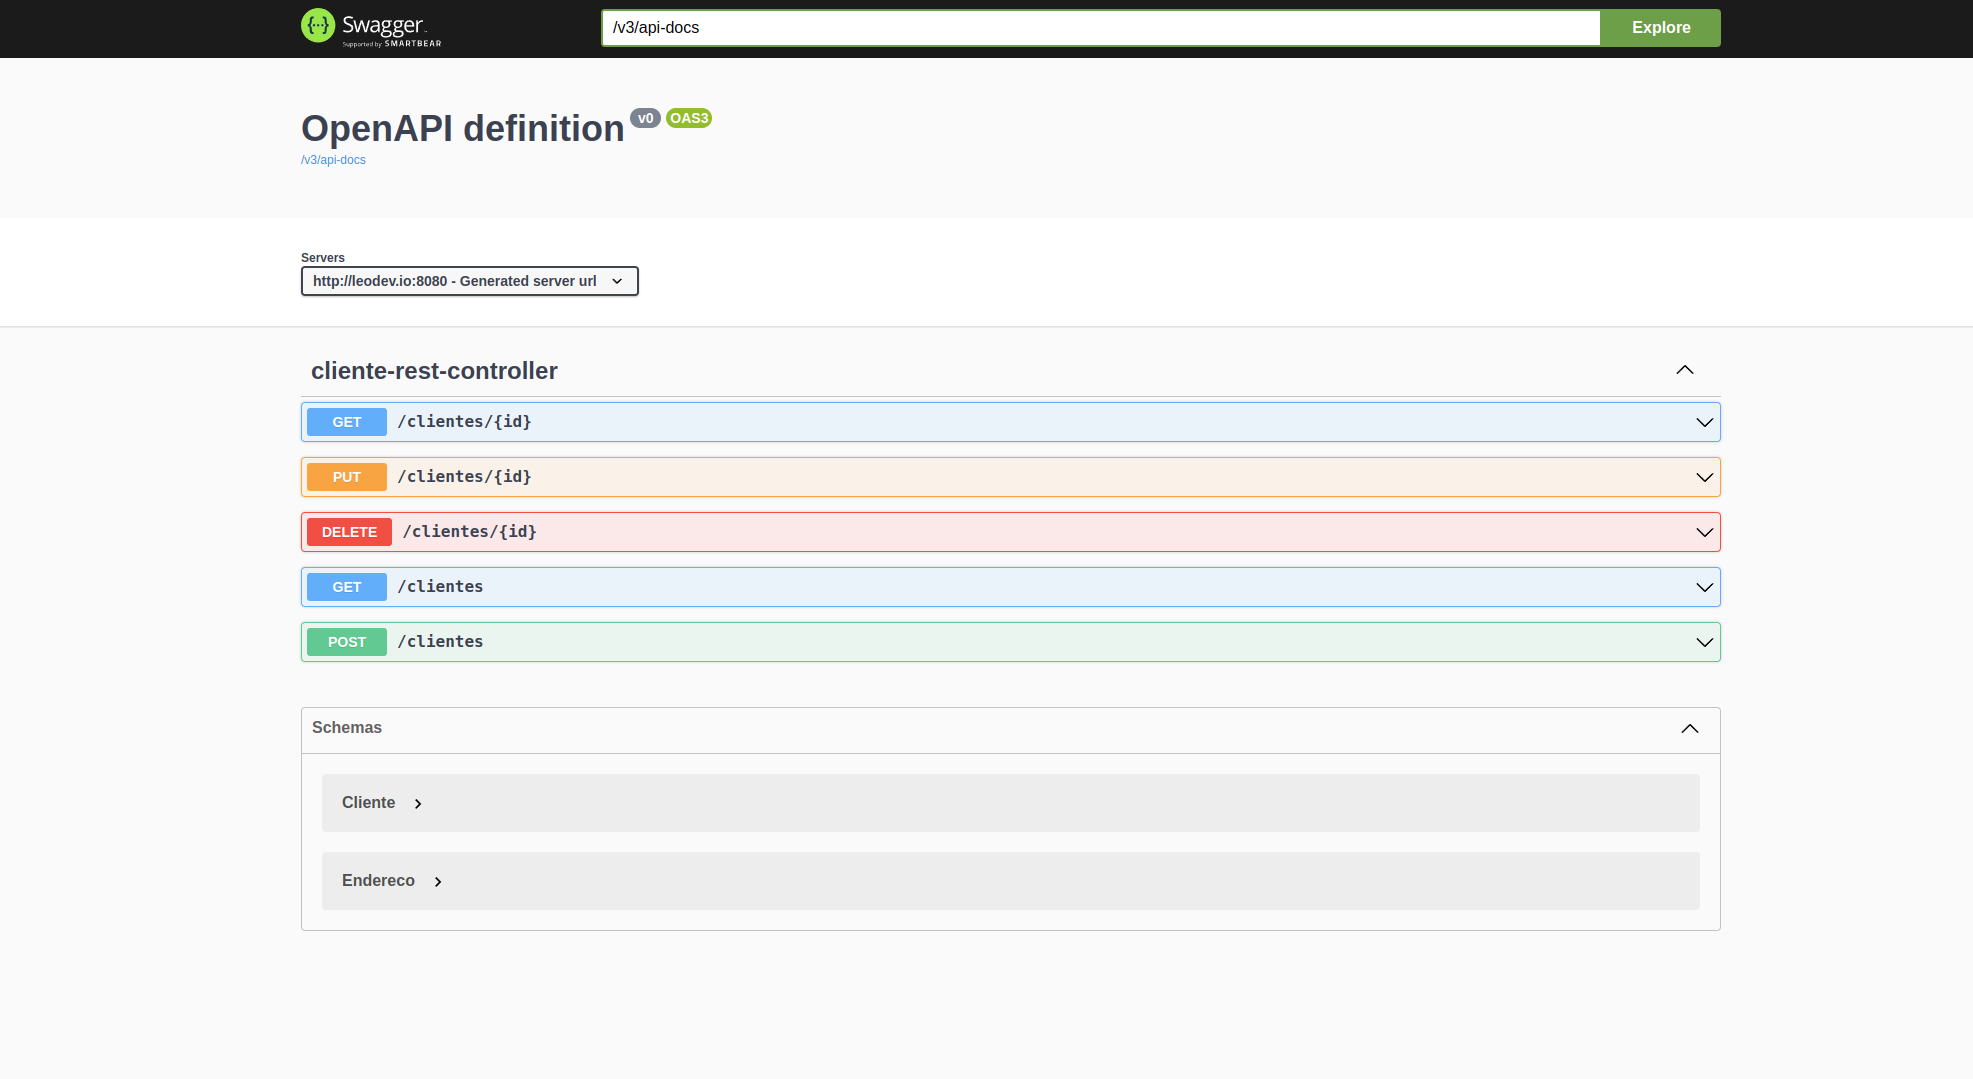 {···} Swagger
Supported by SMARTBEAR
/v3/api-docs
Explore
OpenAPI definition v0 OAS3
/v3/api-docs
Servers
http://leodev.io:8080 - Generated server url
cliente-rest-controller
GET /clientes/{id}
PUT /clientes/{id}
DELETE /clientes/{id}
GET /clientes
POST /clientes
Schemas
Cliente
Endereco